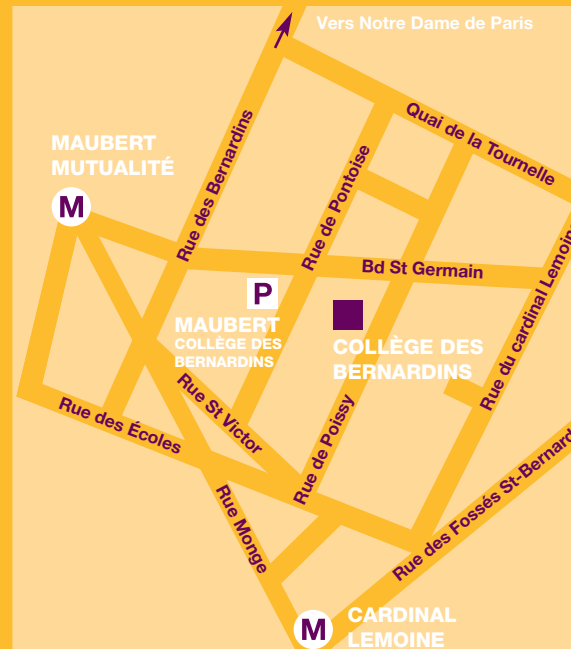 Vers Notre Dame de Paris
Quai de la Tournelle
MAUBERT
MUTUALITÉ
M
Rue des Bernardins
Rue de Pontoise
Bd St Germain
Rue du cardinal Lemoin
P
MAUBERT
COLLÈGE DES
BERNARDINS
COLLÈGE DES
BERNARDINS
Rue des Écoles
Rue St Victor
Rue de Poissy
Rue Monge
Rue des Fossés St-Bernard
M
CARDINAL
LEMOINE